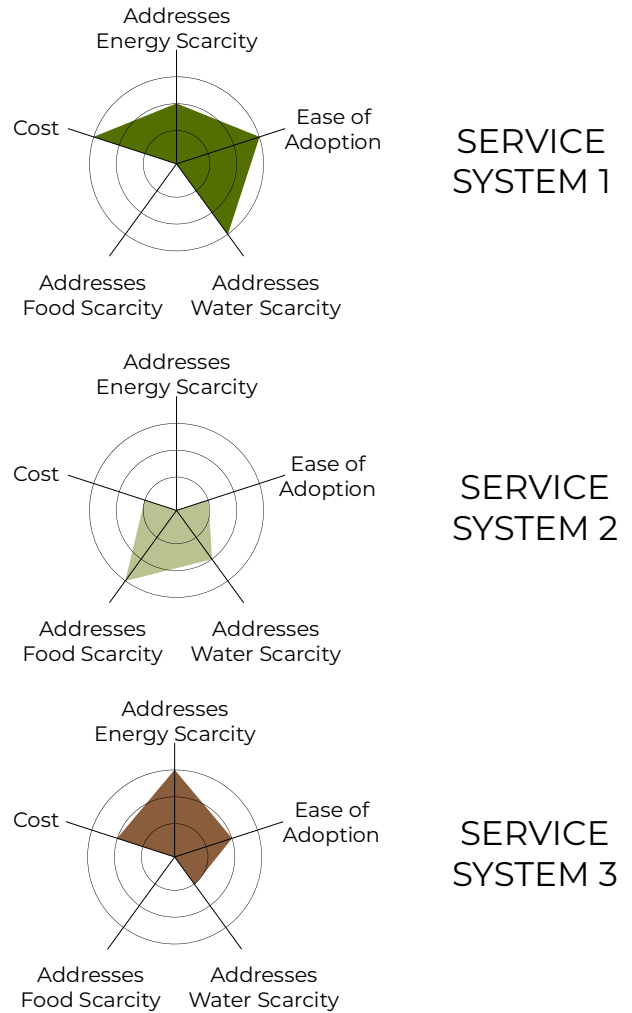 Addresses
Energy Scarcity
Cost
Ease of
Adoption
SERVICE
SYSTEM 1
Addresses
Food Scarcity
Addresses
Water Scarcity
Addresses
Energy Scarcity
Cost
Ease of
Adoption
SERVICE
SYSTEM 2
Addresses
Food Scarcity
Addresses
Water Scarcity
Addresses
Energy Scarcity
Cost
Ease of
Adoption
SERVICE
SYSTEM 3
Addresses
Food Scarcity
Addresses
Water Scarcity